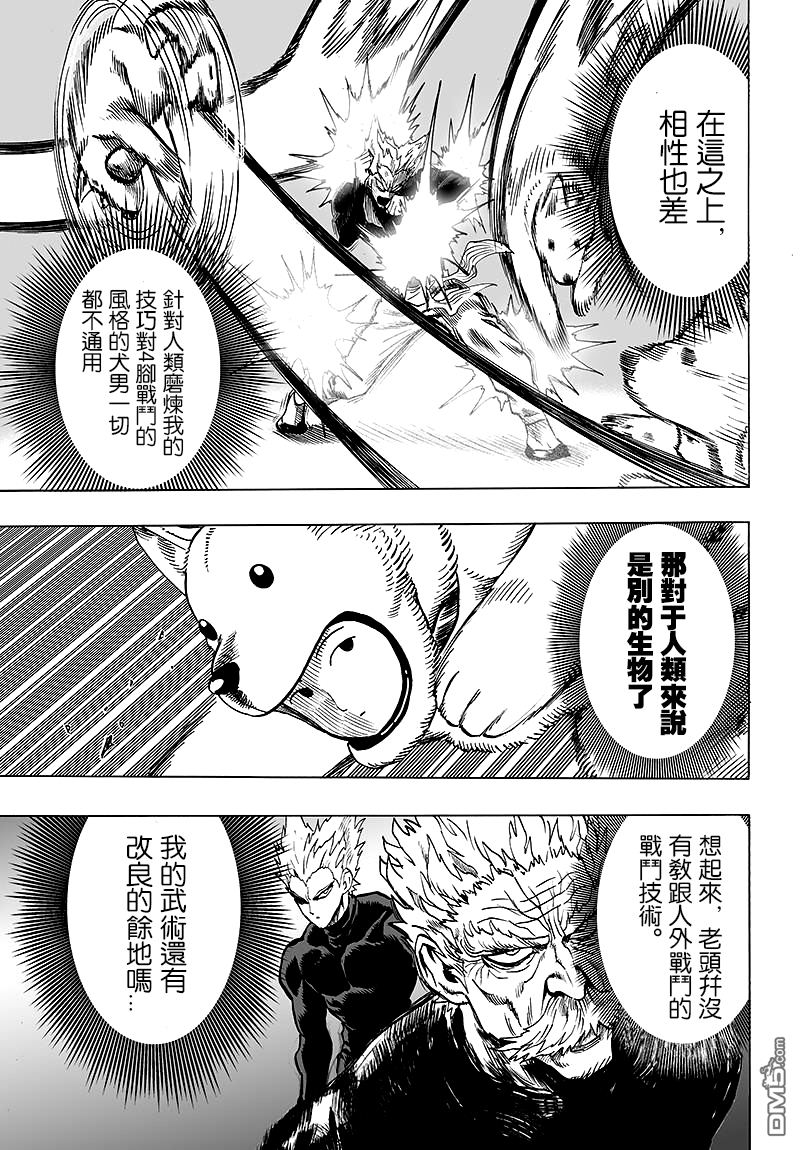 在這之上，
相性也差
針對人類磨煉我的
技巧對4腳戰鬥的
風格的犬男一切
都不通用
那對于人類來說
是別的生物了
想起來，老頭幷沒
有敎跟人外戰鬥的
戰鬥技術。
我的武術還有
改良的餘地嗎…
DM5.com